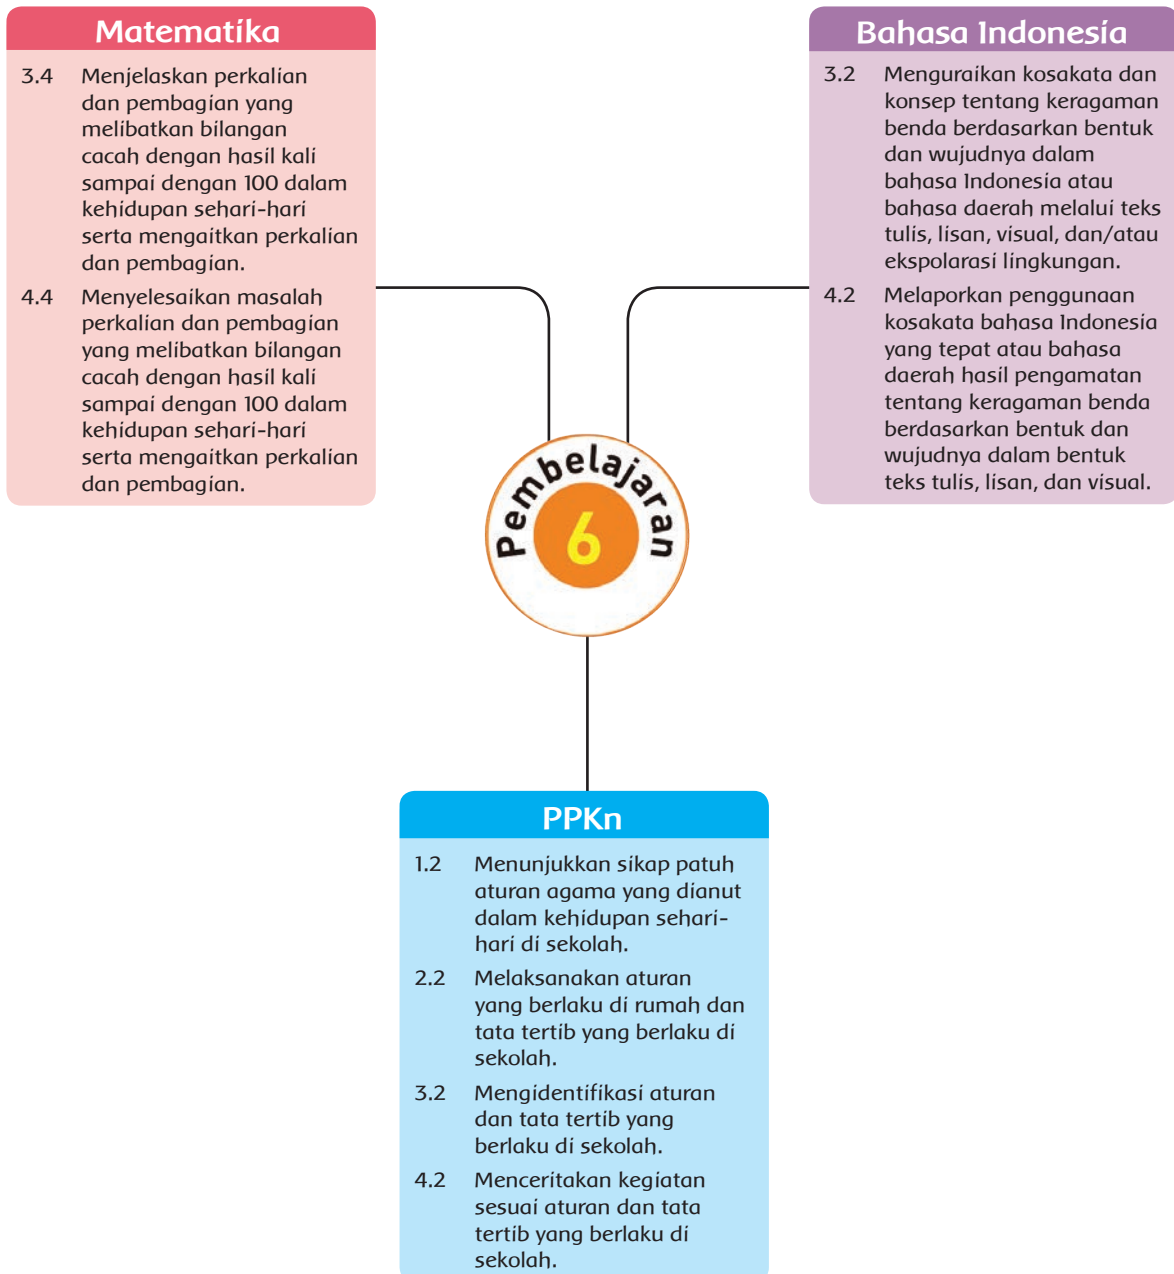 Matematika
3.4 Menjelaskan perkalian
dan pembagian yang
melibatkan bilangan
cacah dengan hasil kali
sampai dengan 100 dalam
kehidupan sehari-hari
serta mengaitkan perkalian
dan pembagian.
4.4 Menyelesaikan masalah
perkalian dan pembagian
yang melibatkan bilangan
cacah dengan hasil kali
sampai dengan 100 dalam
kehidupan sehari-hari
serta mengaitkan perkalian
dan pembagian.
Bahasa Indonesia
3.2 Menguraikan kosakata dan
konsep tentang keragaman
benda berdasarkan bentuk
dan wujudnya dalam
bahasa Indonesia atau
bahasa daerah melalui teks
tulis, lisan, visual, dan/atau
ekspolarasi lingkungan.
4.2 Melaporkan penggunaan
kosakata bahasa Indonesia
yang tepat atau bahasa
daerah hasil pengamatan
tentang keragaman benda
berdasarkan bentuk dan
wujudnya dalam bentuk
teks tulis, lisan, dan visual.
Pembelajaran
6
PPKn
1.2 Menunjukkan sikap patuh
aturan agama yang dianut
dalam kehidupan sehari-
hari di sekolah.
2.2 Melaksanakan aturan
yang berlaku di rumah dan
tata tertib yang berlaku di
sekolah.
3.2 Mengidentifikasi aturan
dan tata tertib yang
berlaku di sekolah.
4.2 Menceritakan kegiatan
sesuai aturan dan tata
tertib yang berlaku di
sekolah.